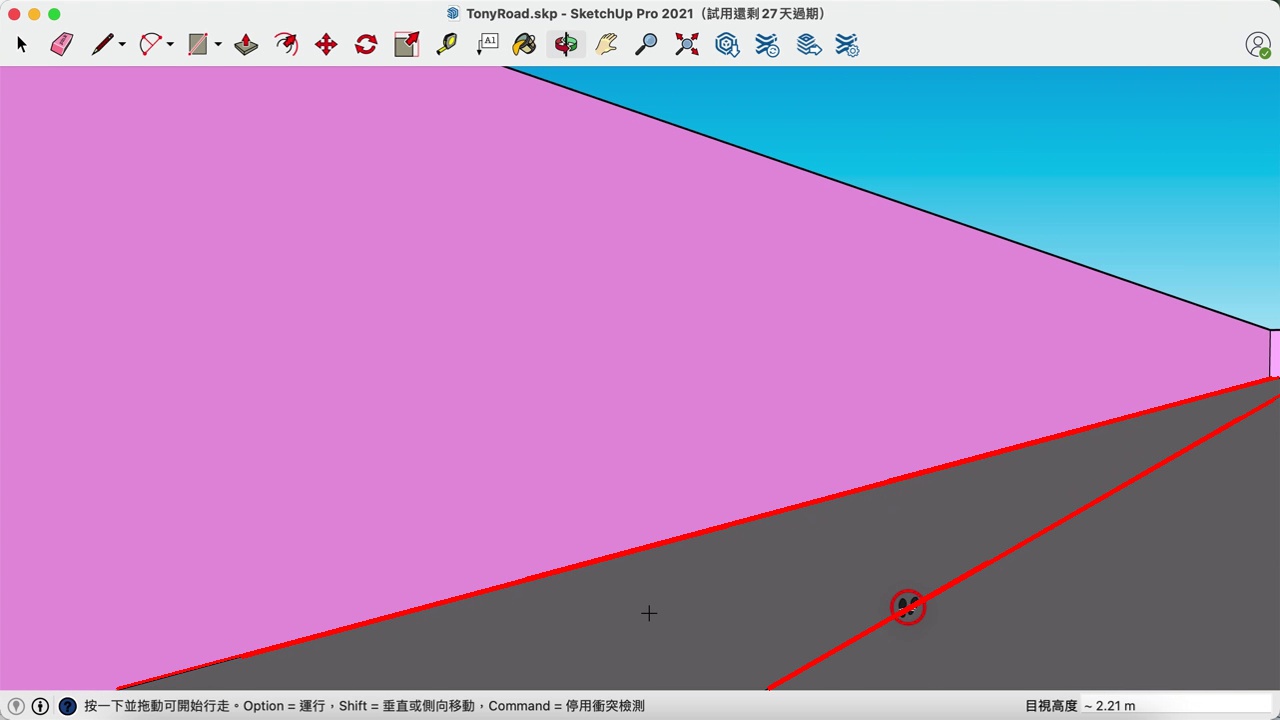 TonyRoad.skp - SketchUp Pro 2021（試用還剩 27 天過期）
A1
按一下並拖動可開始行走。Option = 運行，Shift = 垂直或側向移動，Command = 停用衝突檢測
目視高度 ~ 2.21 m